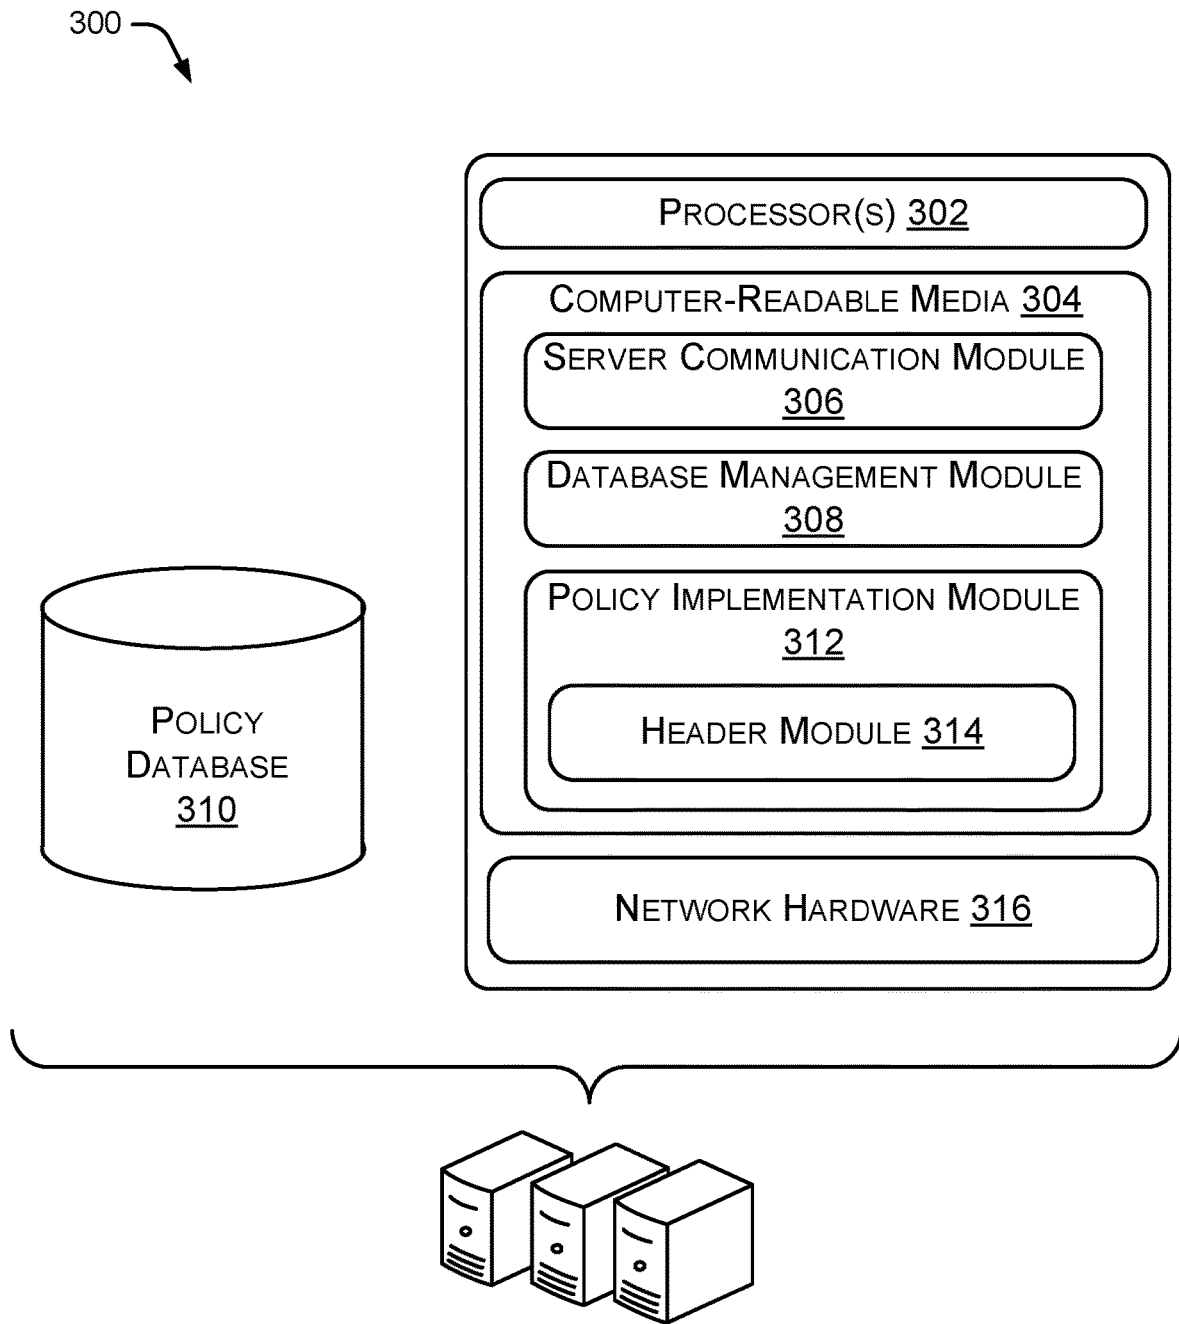 300
PROCESSOR(S) 302
COMPUTER-READABLE MEDIA 304
SERVER COMMUNICATION MODULE
306
DATABASE MANAGEMENT MODULE
308
POLICY IMPLEMENTATION MODULE
312
HEADER MODULE 314
POLICY
DATABASE
310
NETWORK HARDWARE 316